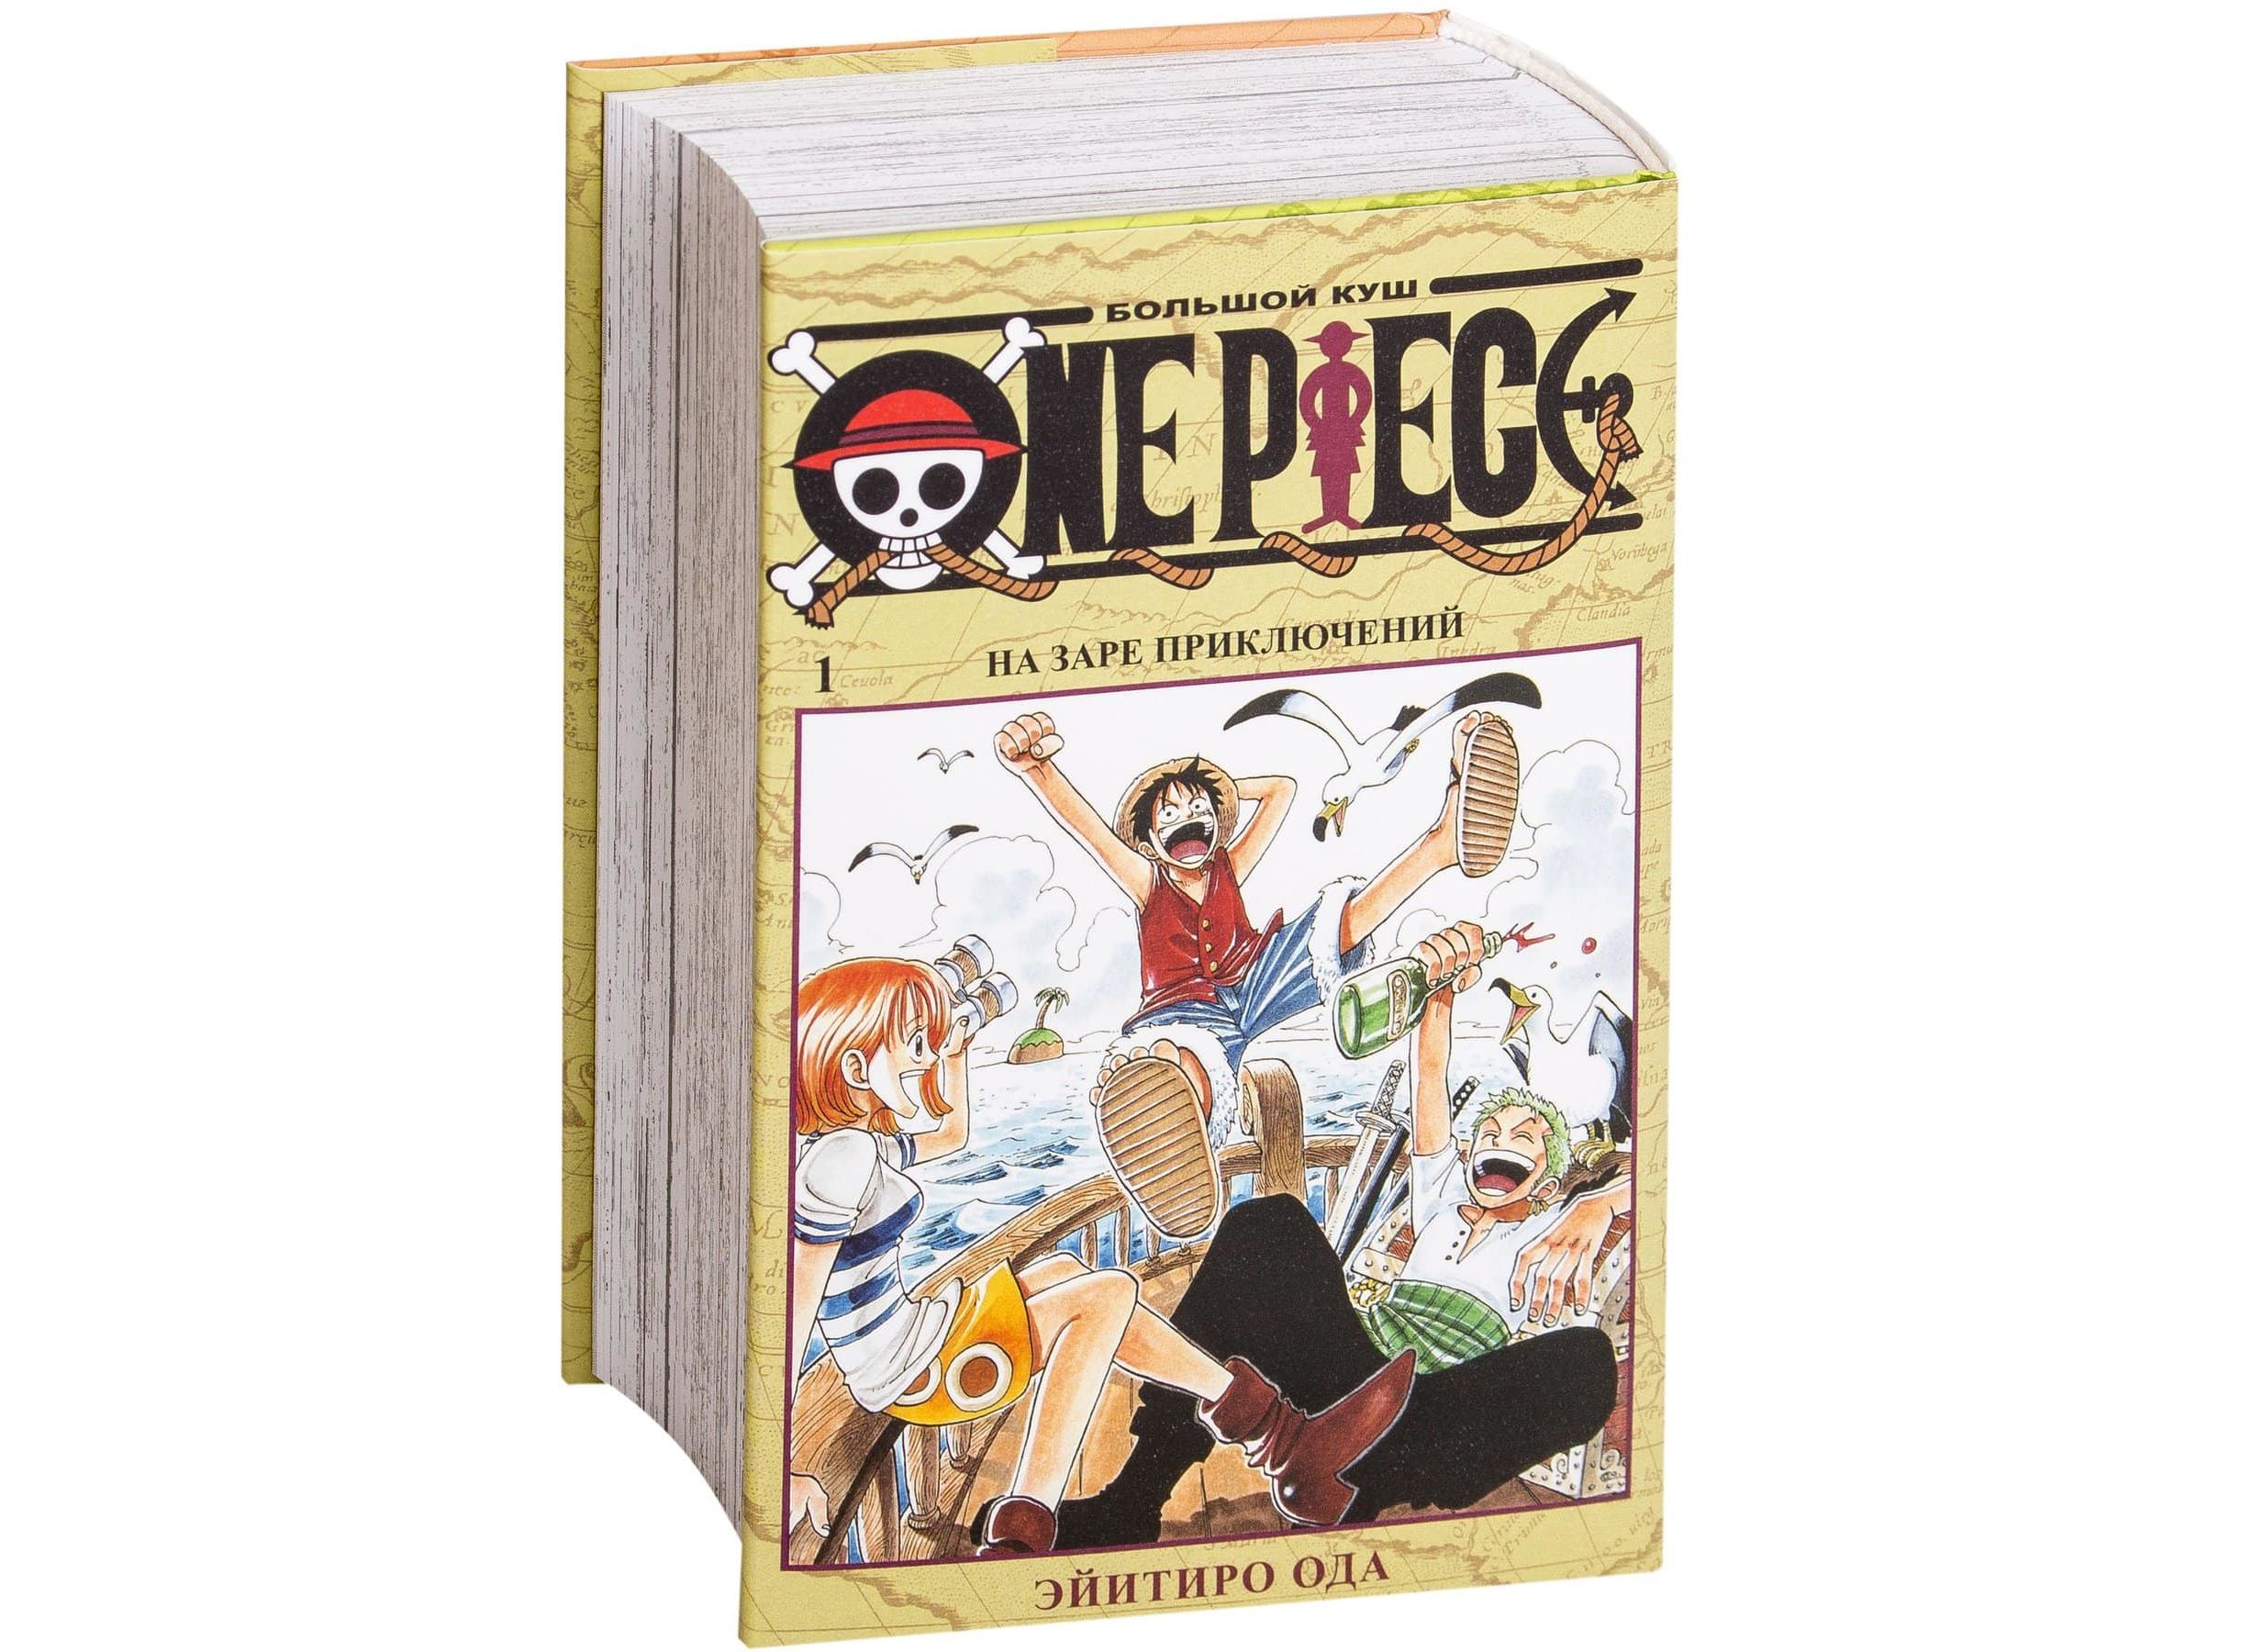 БОЛЬШОЙ КУШ
ONE PIECE
1
НА ЗАРЕ ПРИКЛЮЧЕНИЙ
ЭЙИТИРО ОДА